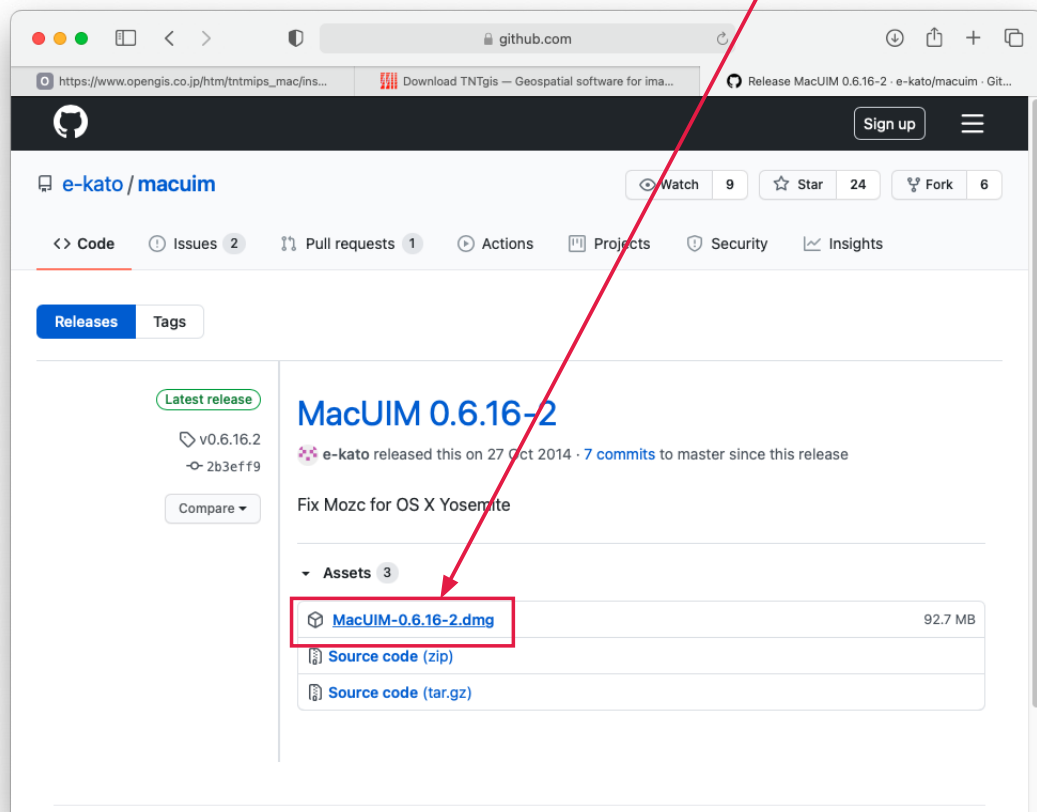 github.com
https://www.opengis.co.jp/htm/tntmips_mac/ins...
Download TNTgis — Geospatial software for ima...
Release MacUIM 0.6.16-2 · e-kato/macuim · Git...
Sign up
e-kato / macuim
Watch 9
Star 24
Fork 6
Code
Issues 2
Pull requests 1
Actions
Projects
Security
Insights
Releases
Tags
Latest release
v0.6.16.2
2b3eff9
Compare
MacUIM 0.6.16-2
e-kato released this on 27 Oct 2014 · 7 commits to master since this release
Fix Mozc for OS X Yosemite
Assets 3
MacUIM-0.6.16-2.dmg 92.7 MB
Source code (zip)
Source code (tar.gz)